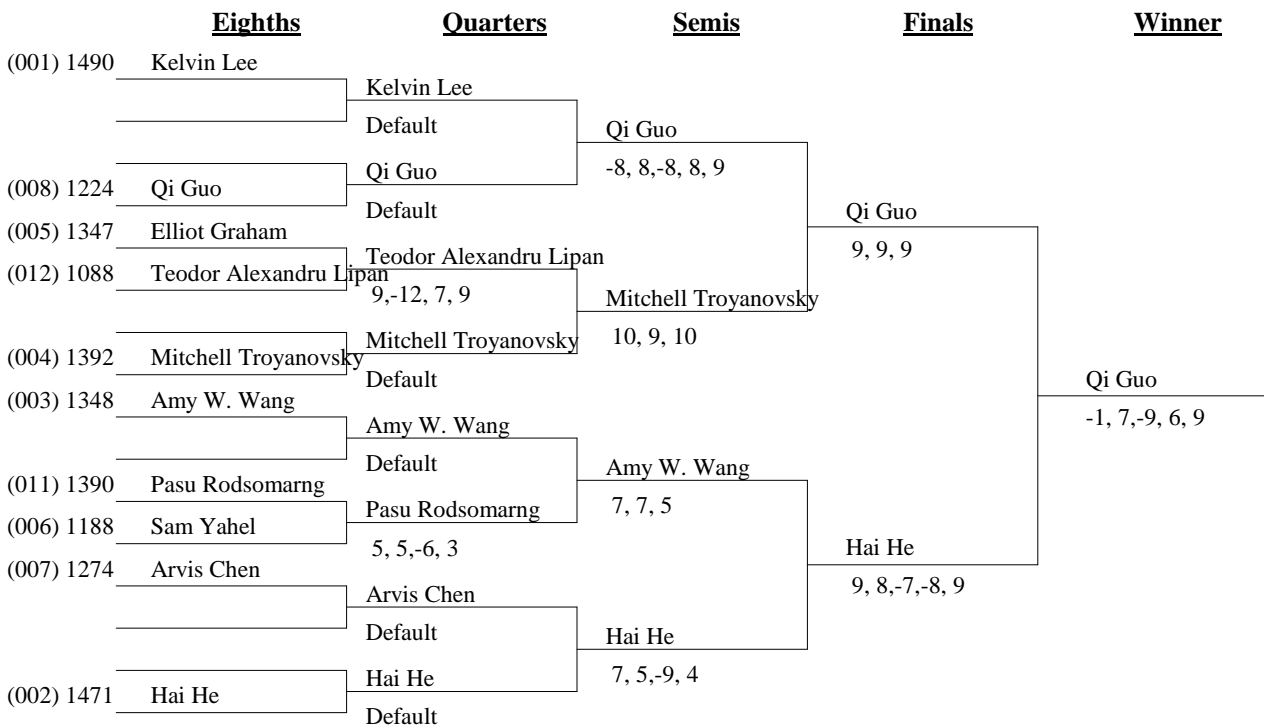 Eighths Quarters Semis Finals Winner
(001) 1490 Kelvin Lee
Kelvin Lee
Default
Qi Guo
-8, 8,-8, 8, 9
Qi Guo
(008) 1224 Qi Guo
Default
(005) 1347 Elliot Graham
Qi Guo
9, 9, 9
Teodor Alexandru Lipan
(012) 1088 Teodor Alexandru Lipan
9,-12, 7, 9
Mitchell Troyanovsky
10, 9, 10
Mitchell Troyanovsky
(004) 1392 Mitchell Troyanovsky
Default
Qi Guo
-1, 7,-9, 6, 9
(003) 1348 Amy W. Wang
Amy W. Wang
Default
Amy W. Wang
7, 7, 5
(011) 1390 Pasu Rodsomarng
Pasu Rodsomarng
(006) 1188 Sam Yahel
5, 5,-6, 3
Hai He
9, 8,-7,-8, 9
(007) 1274 Arvis Chen
Arvis Chen
Default
Hai He
7, 5,-9, 4
Hai He
(002) 1471 Hai He
Default